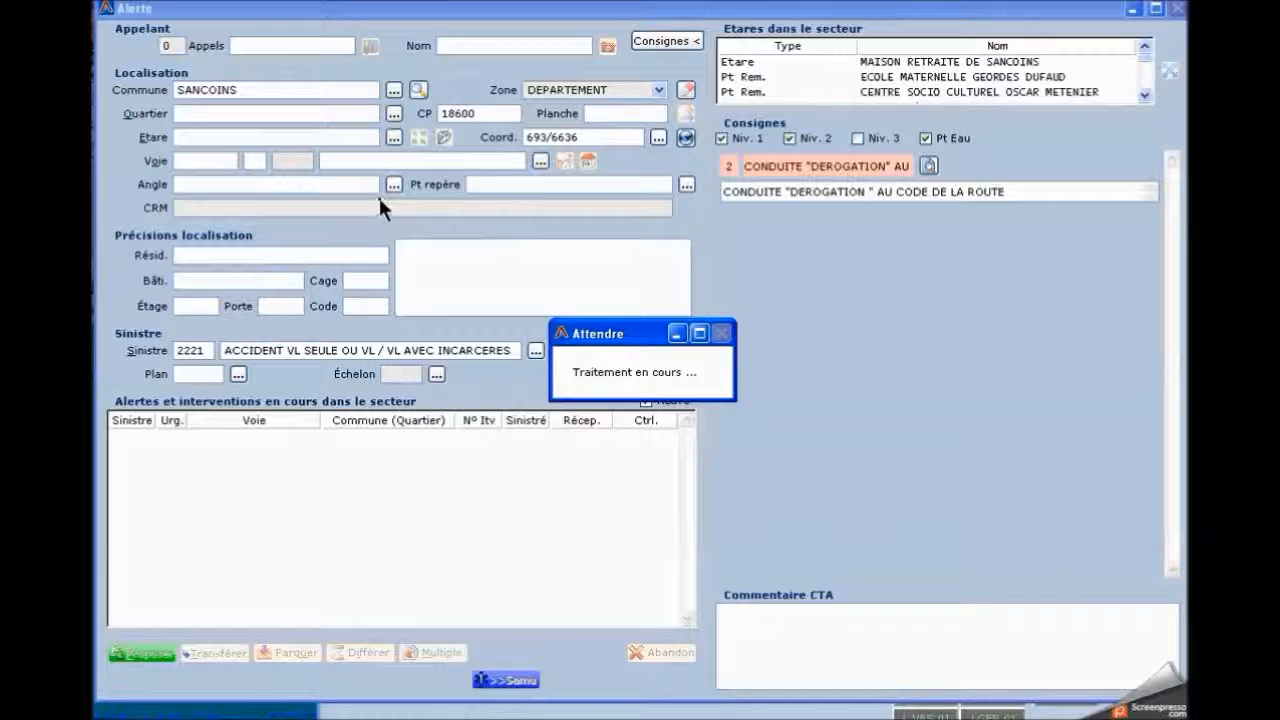 Alerte
Appelant
0 Appels Nom Consignes <
Localisation
Commune SANCOINS ... Zone DEPARTEMENT
Quartier ... CP 18600 Planche
Etare ... Coord. 693/6636 ...
Voie ...
Angle ... Pt repère ...
CRM
Précisions localisation
Résid.
Bâti. Cage
Étage Porte Code
Sinistre
Sinistre 2221 ACCIDENT VL SEULE OU VL / VL AVEC INCARCERES ...
Plan ... Échelon ...
Alertes et interventions en cours dans le secteur
Sinistre Urg. Voie Commune (Quartier) Nº Itv Sinistré Récep. Ctrl.
Proposer Transférer Parquer Différer Multiple Abandon
>>Samu
Attendre
Traitement en cours ...
Etares dans le secteur
Type Nom
Etare MAISON RETRAITE DE SANCOINS
Pt Rem. ECOLE MATERNELLE GEORDES DUFAUD
Pt Rem. CENTRE SOCIO CULTUREL OSCAR METENIER
Consignes
Niv. 1 Niv. 2 Niv. 3 Pt Eau
2 CONDUITE "DEROGATION" AU
CONDUITE "DEROGATION " AU CODE DE LA ROUTE
Commentaire CTA
Screenpresso
.com